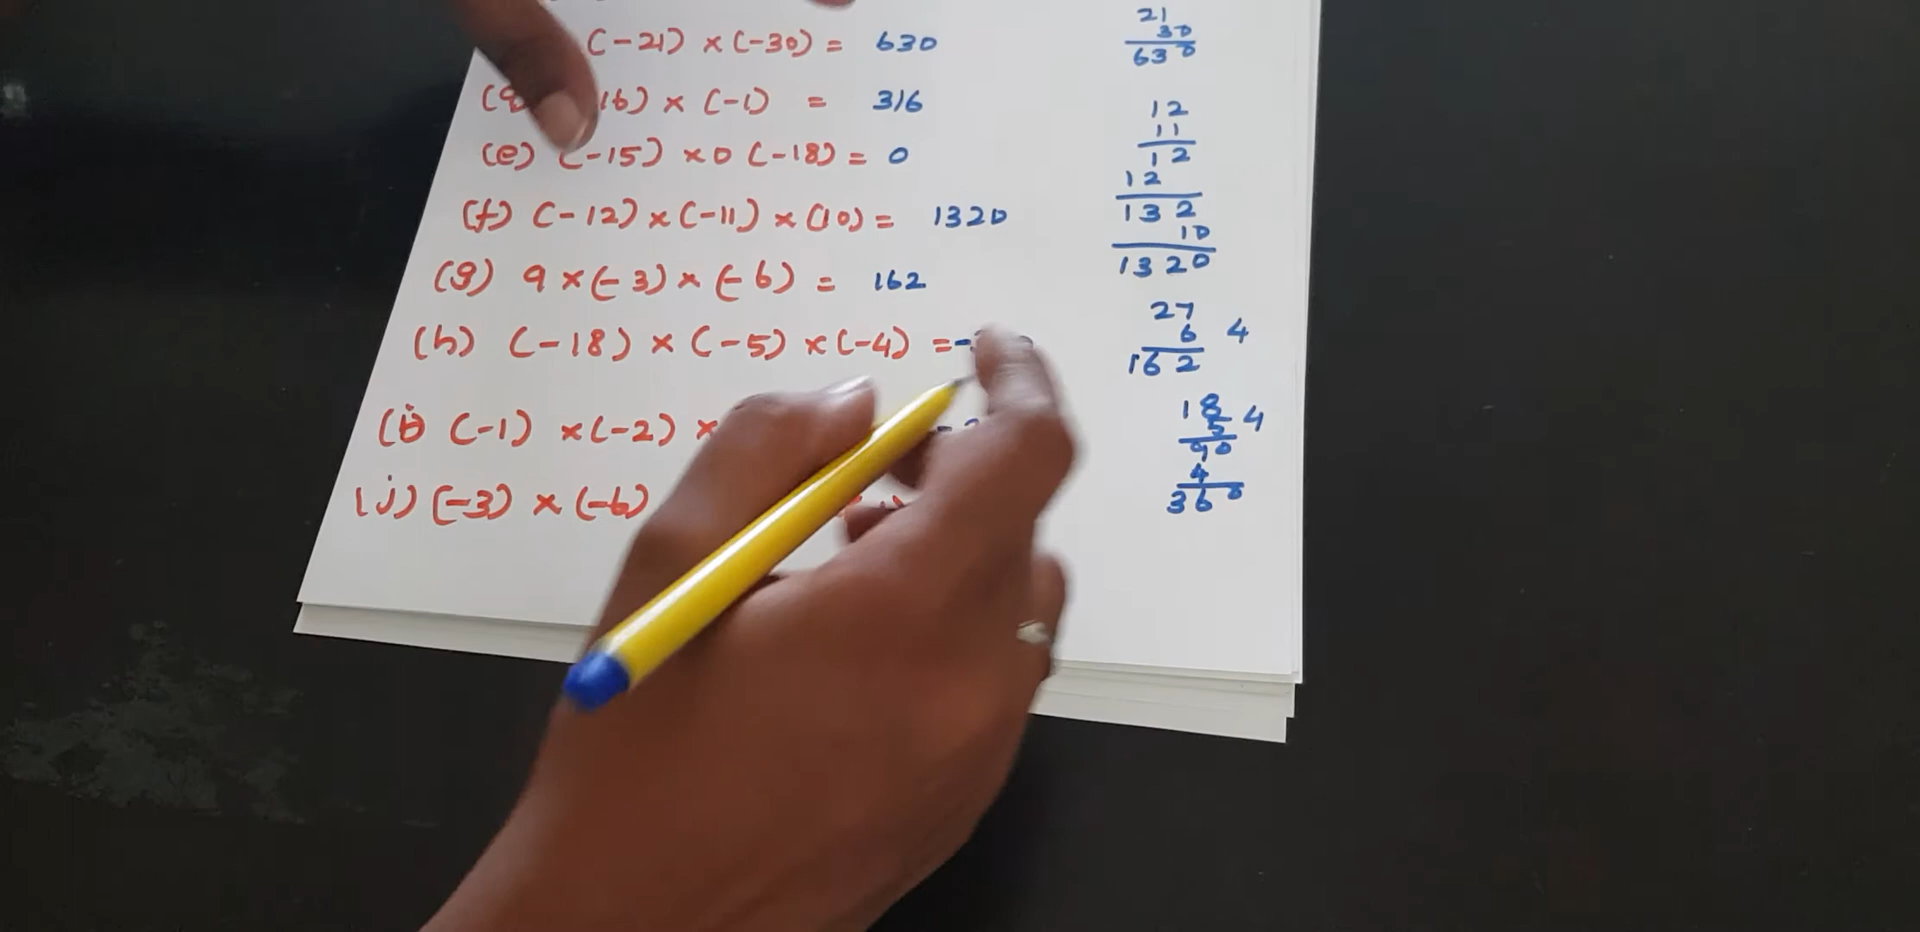 (-21) × (-30) = 630
16) × (-1) = 316
(e) (-15) × 0 (-18) = 0
(f) (-12) × (-11) × (10) = 1320
(g) 9 × (-3) × (-6) = 162
(h) (-18) × (-5) × (-4) = -
(i) (-1) × (-2) ×
(j) (-3) × (-6)
21
30
630
12
11
12
12
132
10
1320
27
6 4
162
18
5 4
90
4
360